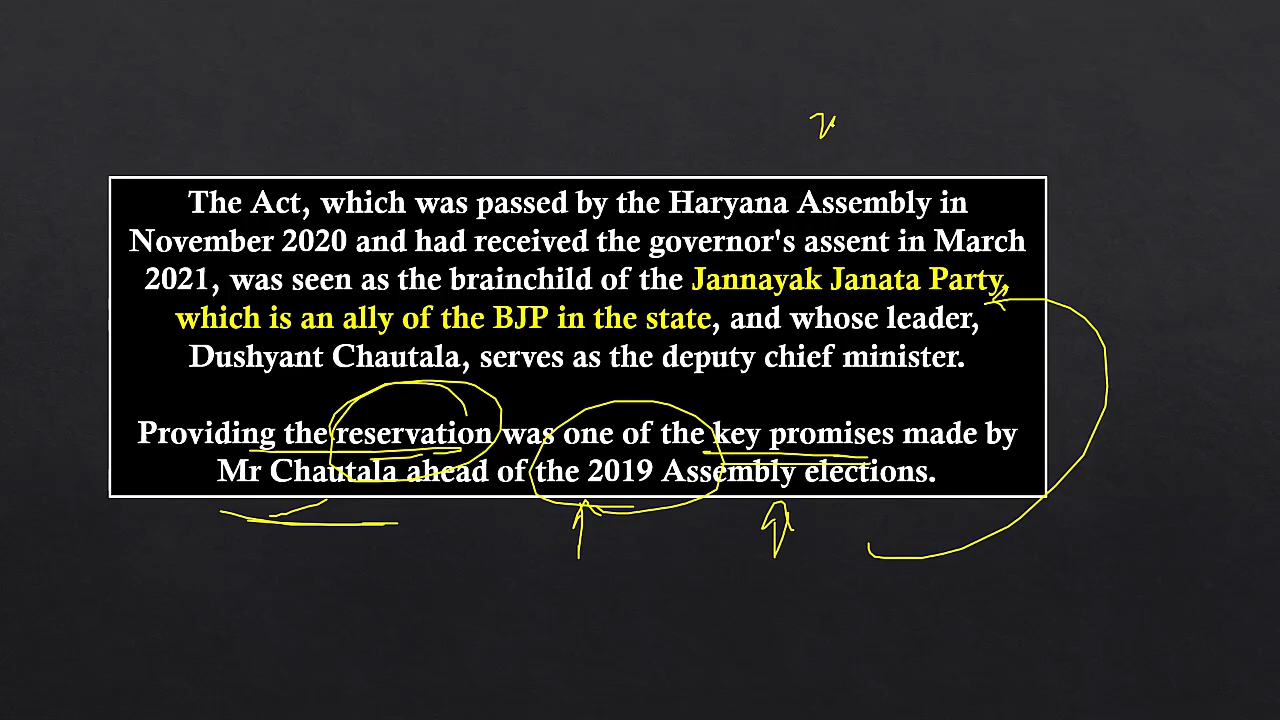 The Act, which was passed by the Haryana Assembly in
November 2020 and had received the governor's assent in March
2021, was seen as the brainchild of the Jannayak Janata Party,
which is an ally of the BJP in the state, and whose leader,
Dushyant Chautala, serves as the deputy chief minister.
Providing the reservation was one of the key promises made by
Mr Chautala ahead of the 2019 Assembly elections.